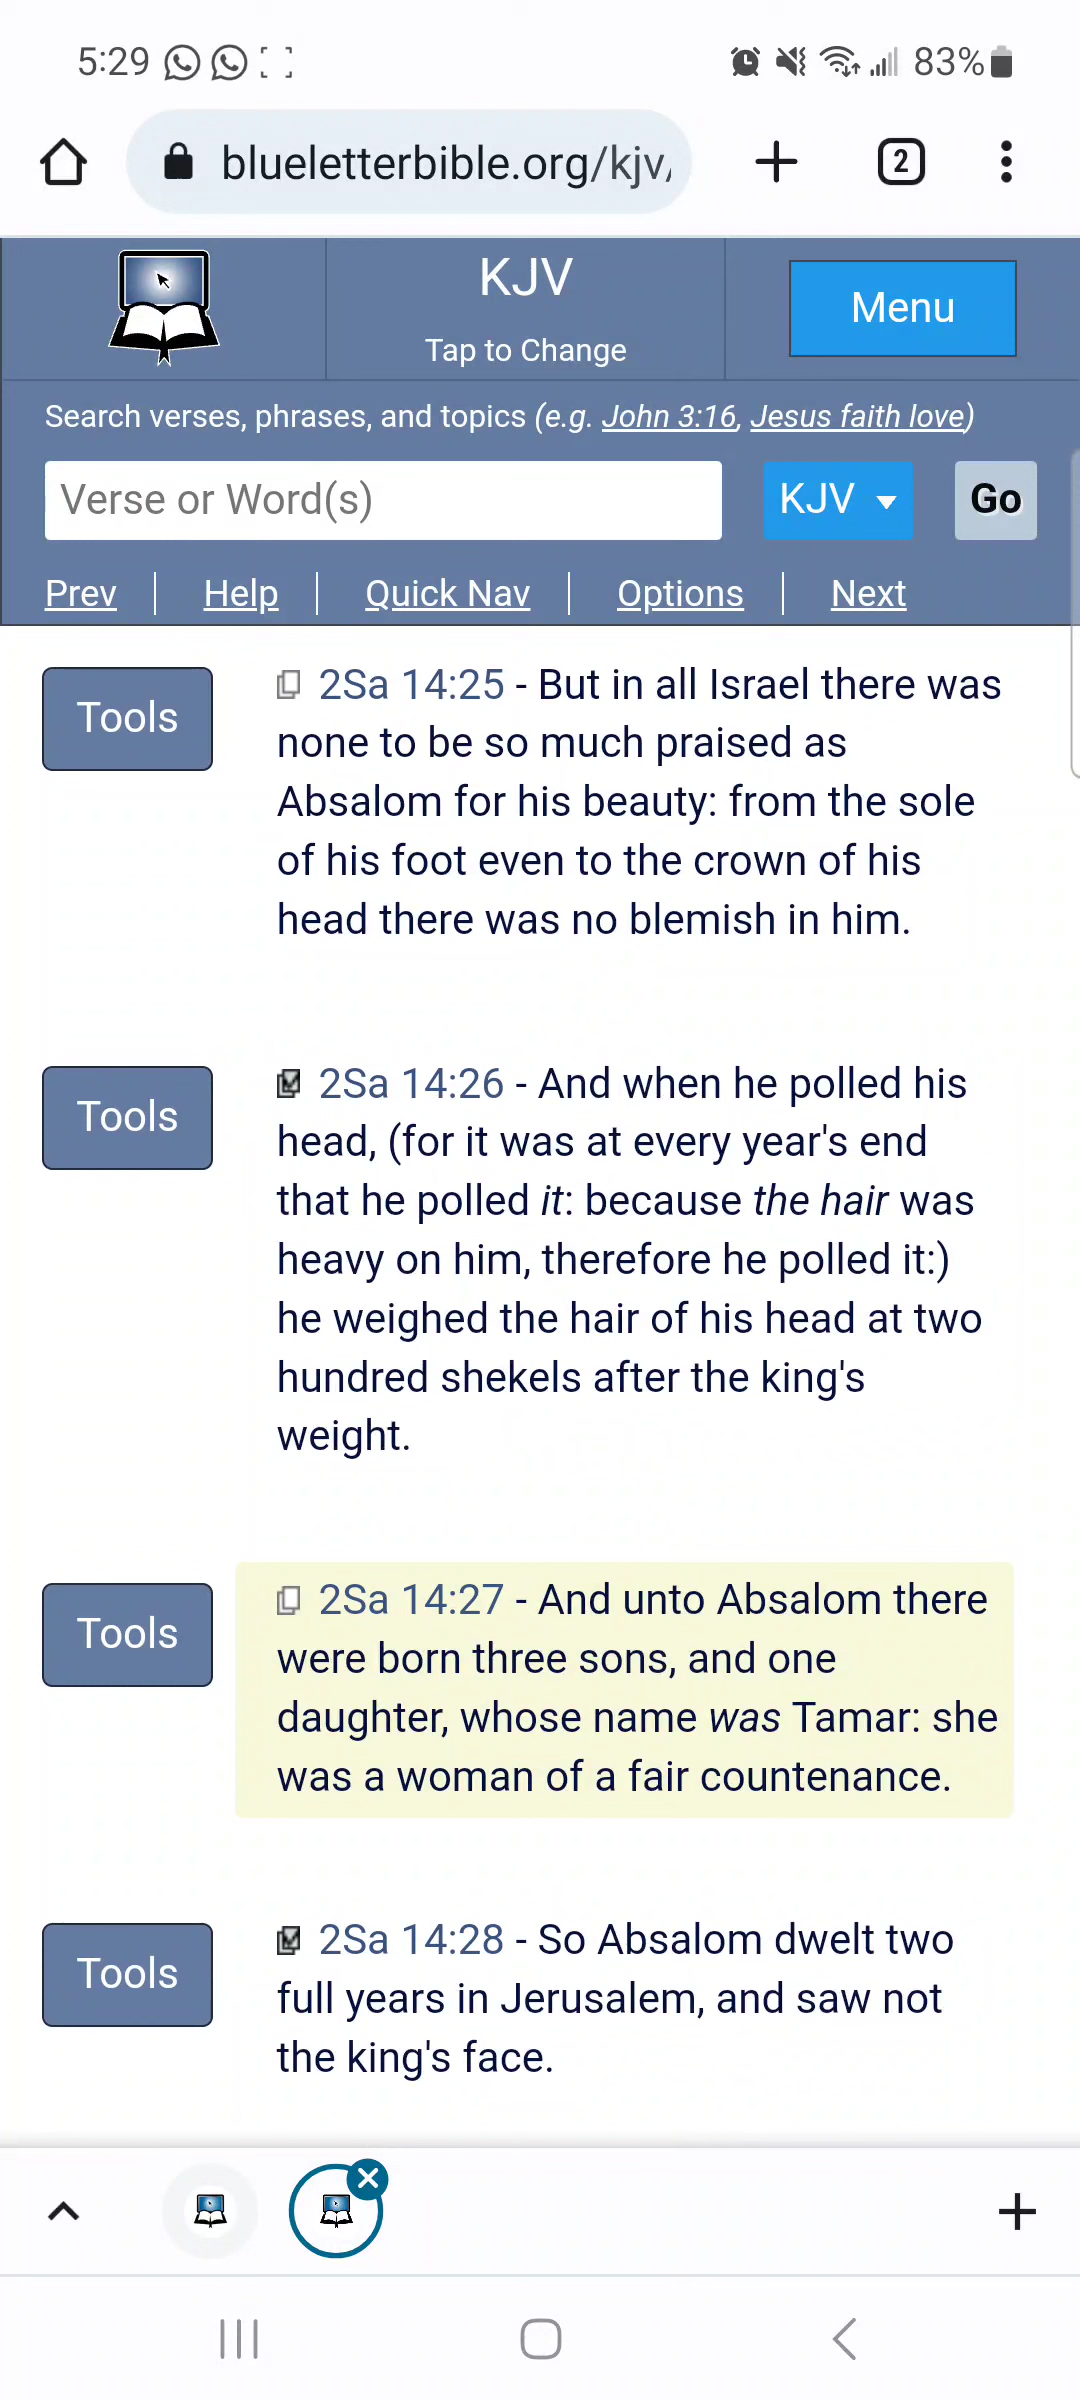 5:29 83%
blueletterbible.org/kjv/ + 2
KJV
Tap to Change
Menu
Search verses, phrases, and topics (e.g. John 3:16, Jesus faith love)
Verse or Word(s) KJV Go
Prev | Help | Quick Nav | Options | Next
Tools
2Sa 14:25 - But in all Israel there was
none to be so much praised as
Absalom for his beauty: from the sole
of his foot even to the crown of his
head there was no blemish in him.
Tools
2Sa 14:26 - And when he polled his
head, (for it was at every year's end
that he polled it: because the hair was
heavy on him, therefore he polled it:)
he weighed the hair of his head at two
hundred shekels after the king's
weight.
Tools
2Sa 14:27 - And unto Absalom there
were born three sons, and one
daughter, whose name was Tamar: she
was a woman of a fair countenance.
Tools
2Sa 14:28 - So Absalom dwelt two
full years in Jerusalem, and saw not
the king's face.